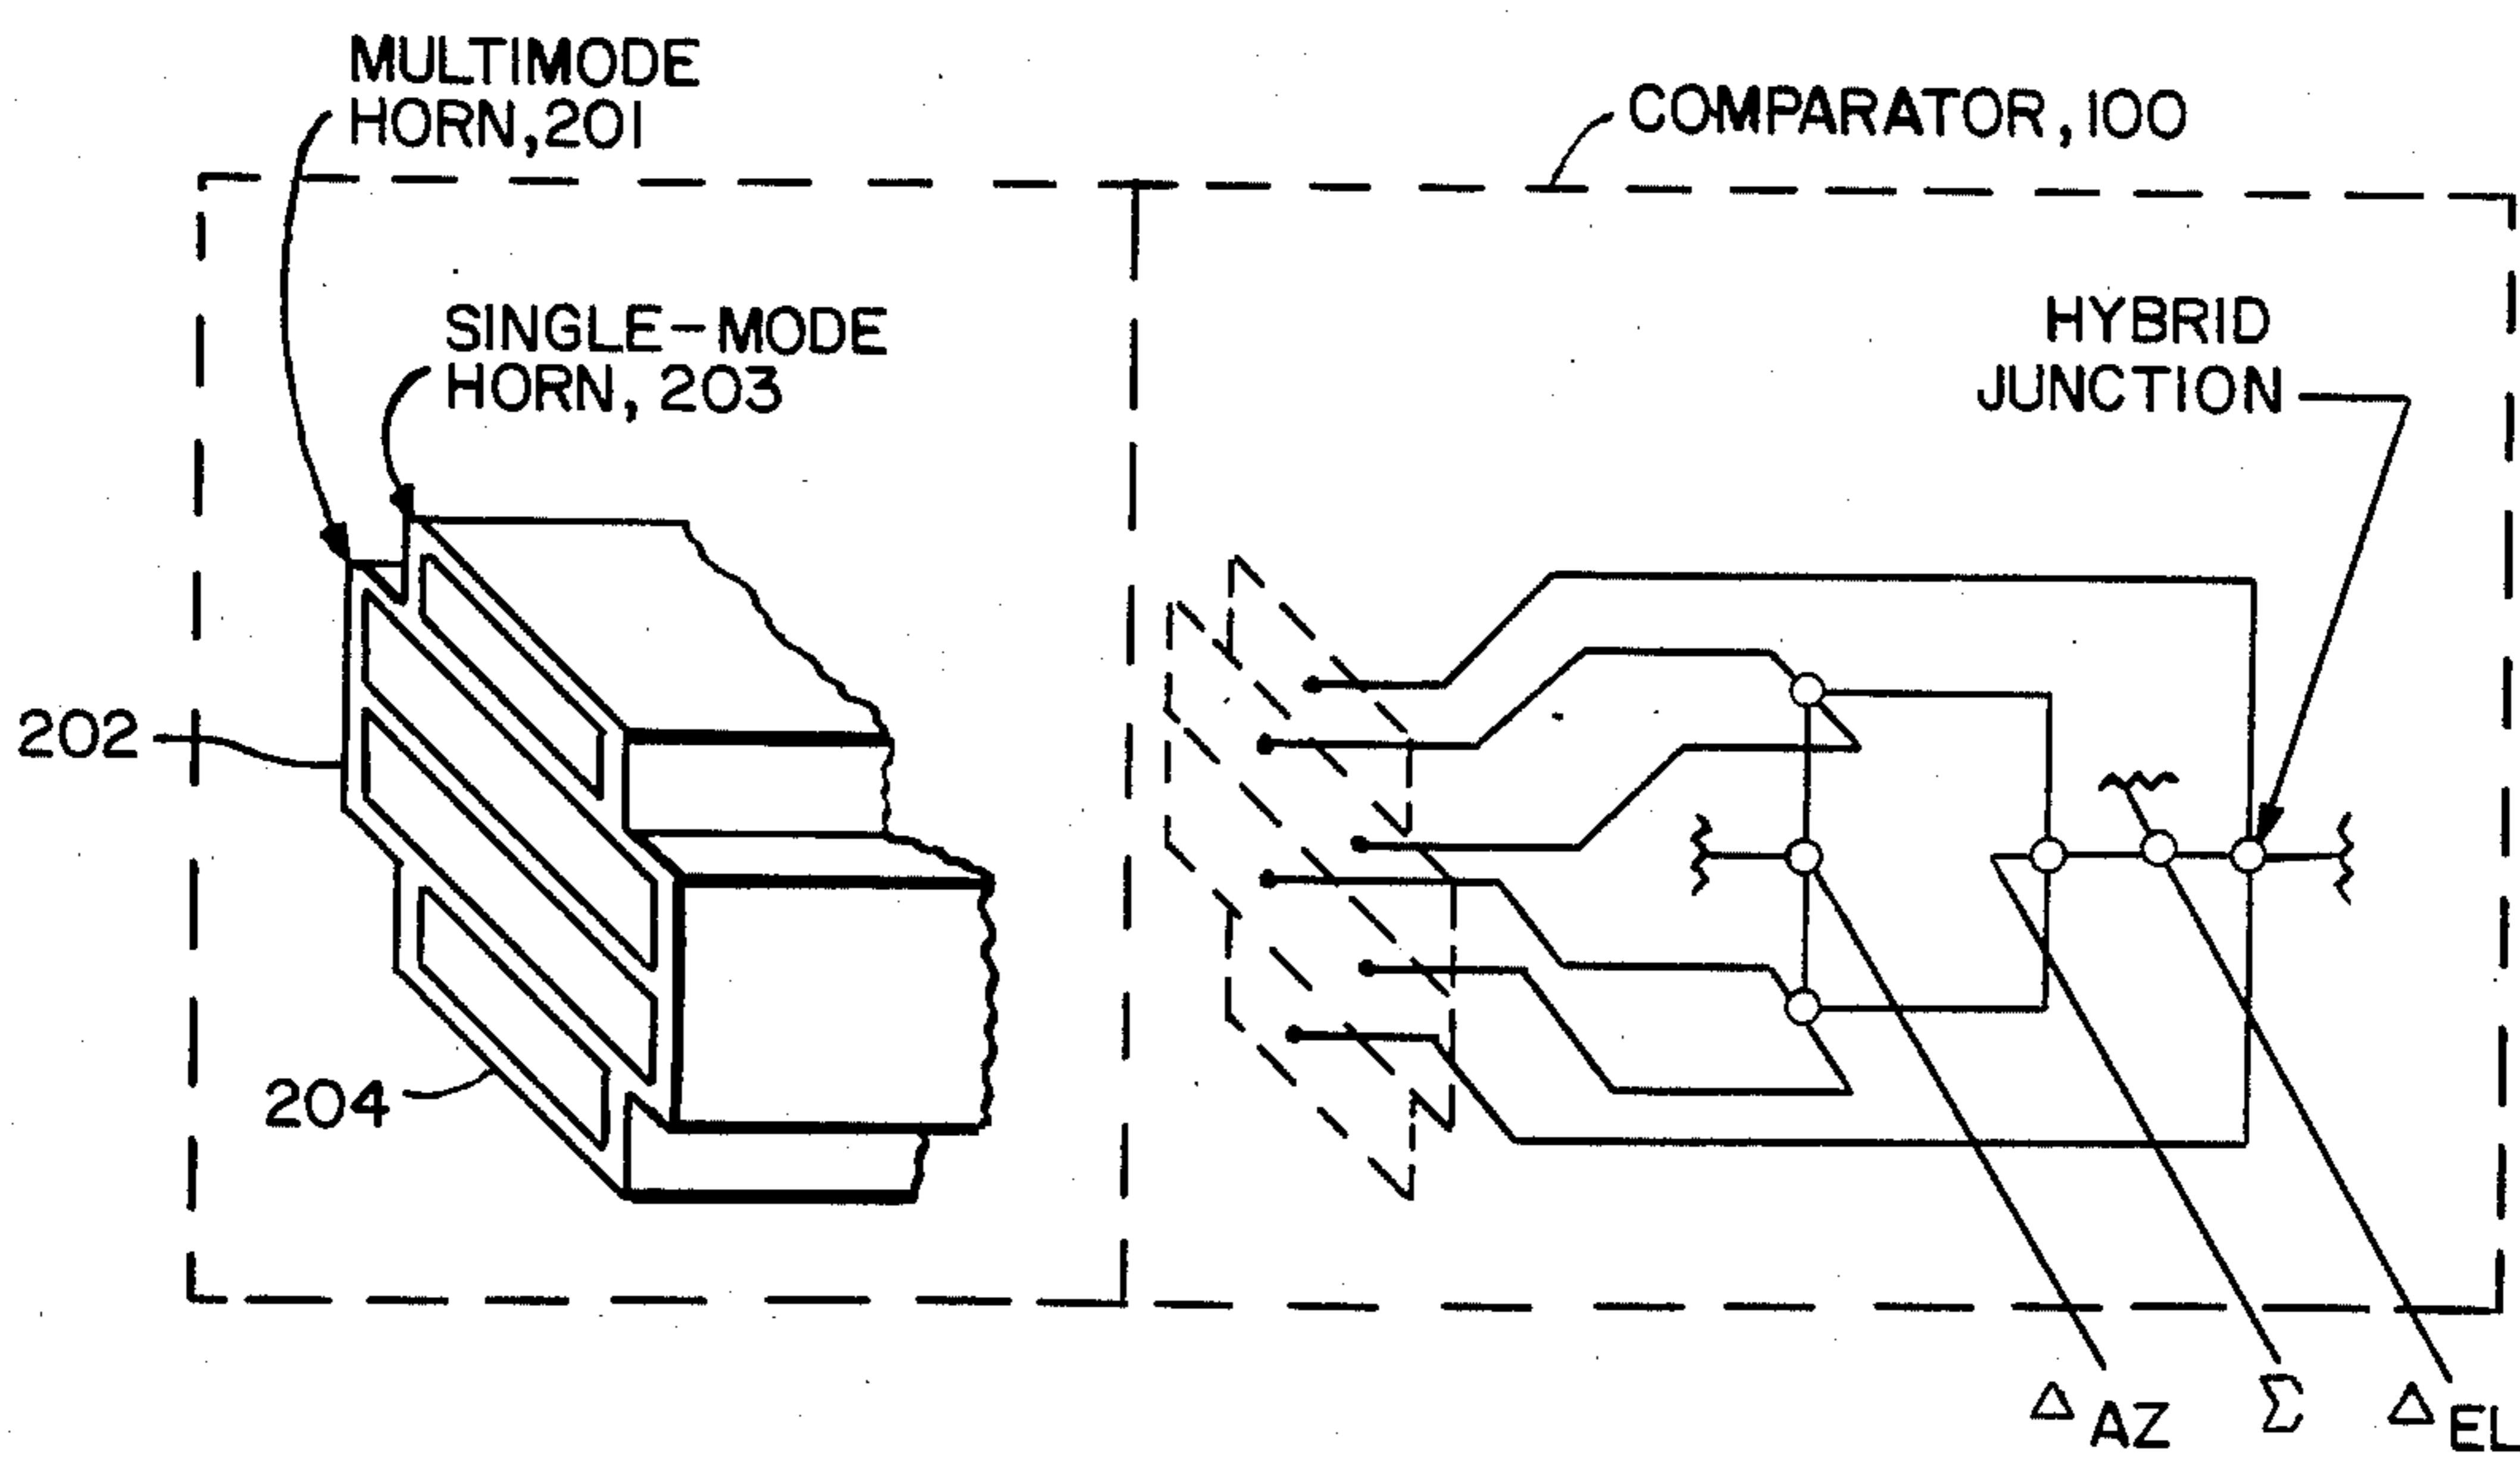 MULTIMODE
HORN, 201
COMPARATOR, 100
SINGLE-MODE
HORN, 203
HYBRID
JUNCTION
202
204
Δ AZ
Σ
Δ EL